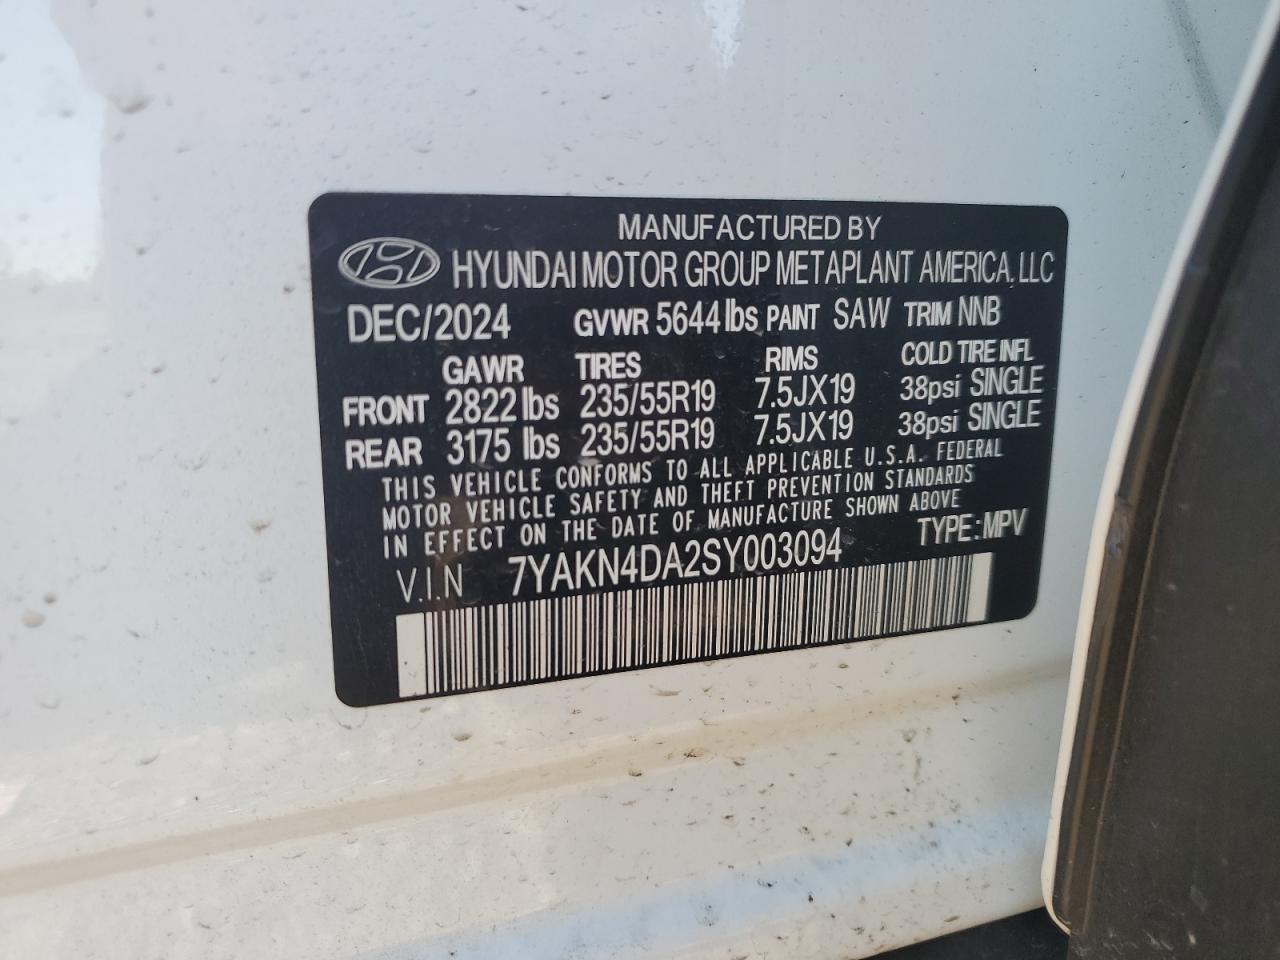 MANUFACTURED BY
HYUNDAI MOTOR GROUP METAPLANT AMERICA, LLC
DEC/2024 GVWR 5644 lbs PAINT SAW TRIM NNB
GAWR TIRES RIMS COLD TIRE INFL
FRONT 2822 lbs 235/55R19 7.5JX19 38psi SINGLE
REAR 3175 lbs 235/55R19 7.5JX19 38psi SINGLE
THIS VEHICLE CONFORMS TO ALL APPLICABLE U.S.A. FEDERAL
MOTOR VEHICLE SAFETY AND THEFT PREVENTION STANDARDS
IN EFFECT ON THE DATE OF MANUFACTURE SHOWN ABOVE
V.I.N 7YAKN4DA2SY003094 TYPE: MPV